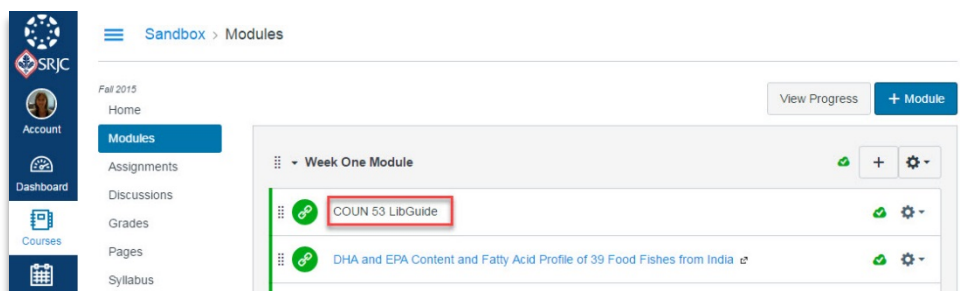 SRJC
Account
Dashboard
Courses
Sandbox > Modules
Fall 2015
Home
Modules
Assignments
Discussions
Grades
Pages
Syllabus
View Progress
+ Module
Week One Module
COUN 53 LibGuide
DHA and EPA Content and Fatty Acid Profile of 39 Food Fishes from India